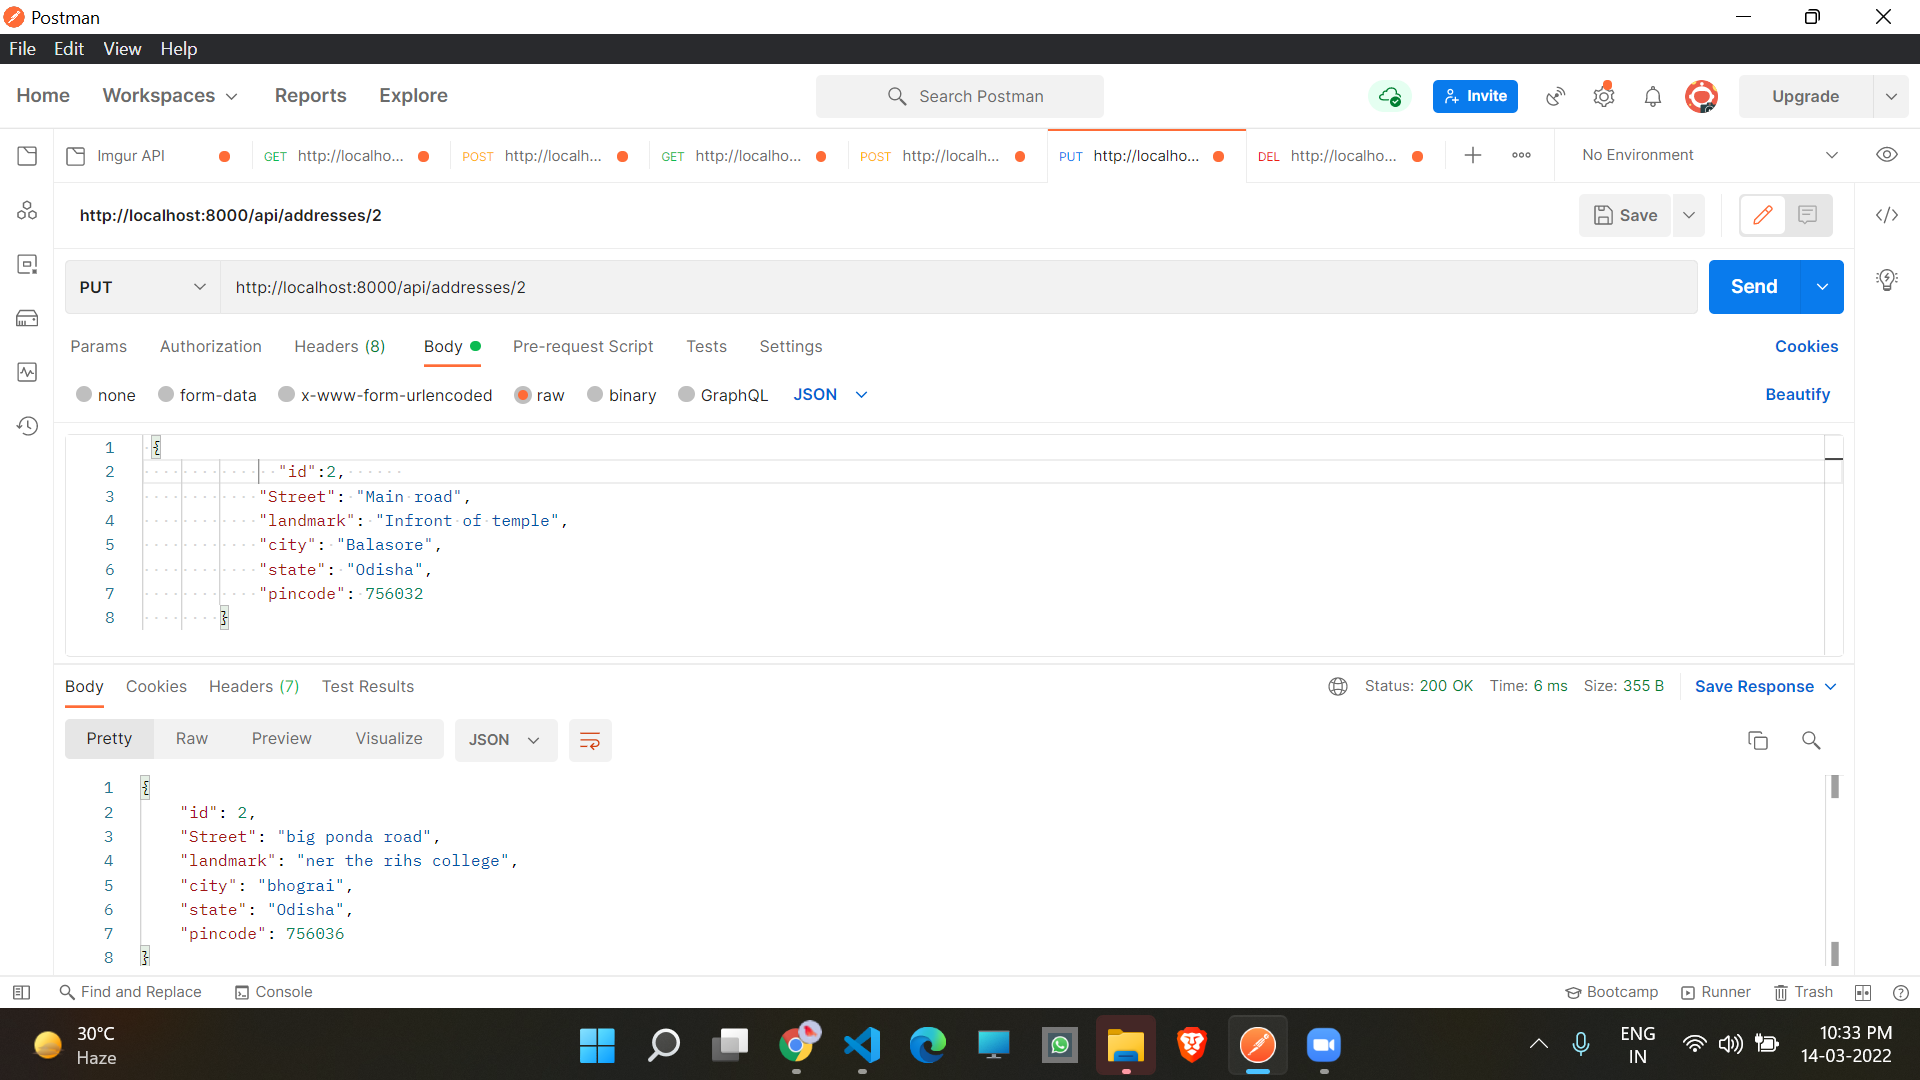 Postman
File Edit View Help
Home Workspaces Reports Explore Search Postman Invite Upgrade
Imgur API GET http://localho... POST http://localh... GET http://localho... POST http://localh... PUT http://localho... DEL http://localho... No Environment
http://localhost:8000/api/addresses/2 Save
PUT http://localhost:8000/api/addresses/2 Send
Params Authorization Headers (8) Body Pre-request Script Tests Settings Cookies
none form-data x-www-form-urlencoded raw binary GraphQL JSON Beautify
1 {
2 "id":2,
3 "Street": "Main road",
4 "landmark": "Infront of temple",
5 "city": "Balasore",
6 "state": "Odisha",
7 "pincode": 756032
8 }
Body Cookies Headers (7) Test Results Status: 200 OK Time: 6 ms Size: 355 B Save Response
Pretty Raw Preview Visualize JSON
1 {
2 "id": 2,
3 "Street": "big ponda road",
4 "landmark": "ner the rihs college",
5 "city": "bhograi",
6 "state": "Odisha",
7 "pincode": 756036
8 }
Find and Replace Console Bootcamp Runner Trash
30°C ENG 10:33 PM
Haze IN 14-03-2022